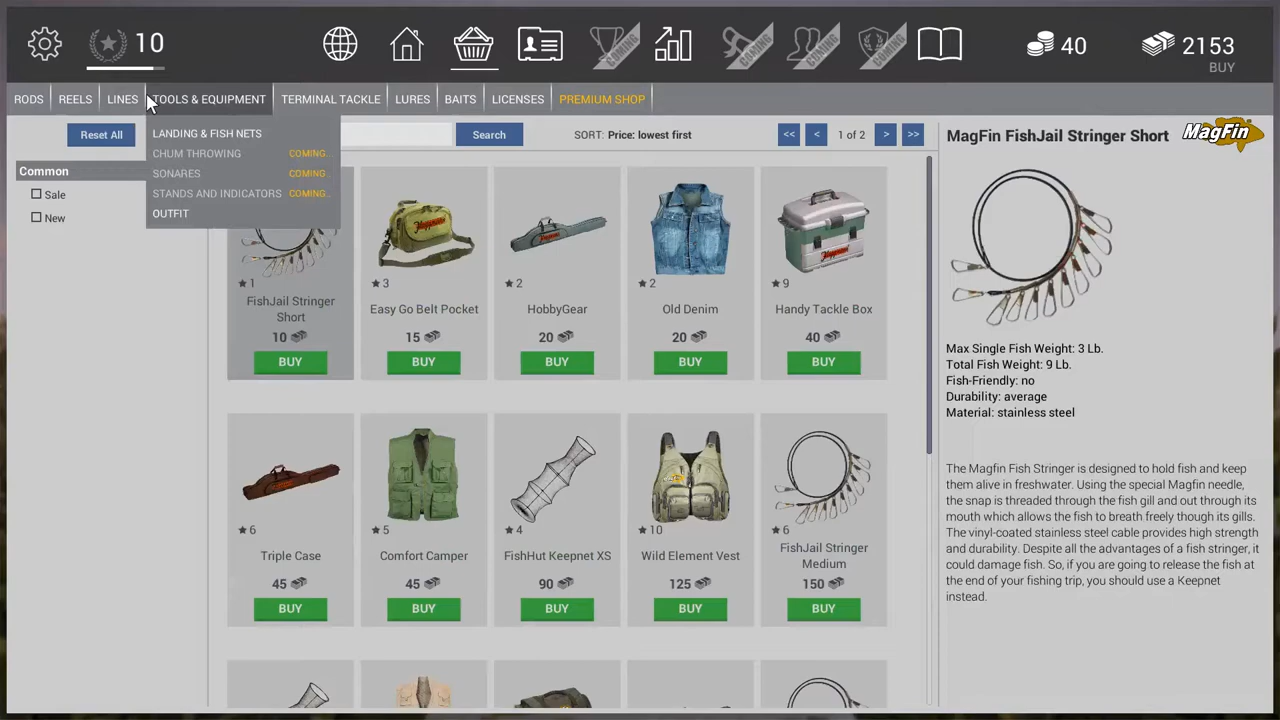 10
COMING
COMING
COMING
COMING
40
2153
BUY
RODS
REELS
LINES
TOOLS & EQUIPMENT
TERMINAL TACKLE
LURES
BAITS
LICENSES
PREMIUM SHOP
LANDING & FISH NETS
CHUM THROWING COMING..
SONARES COMING..
STANDS AND INDICATORS COMING..
OUTFIT
Reset All
Search
SORT: Price: lowest first
<< < 1 of 2 > >>
Common
Sale
New
1
FishJail Stringer
Short
10
BUY
3
Easy Go Belt Pocket
15
BUY
2
HobbyGear
20
BUY
2
Old Denim
20
BUY
9
Handy Tackle Box
40
BUY
6
Triple Case
45
BUY
5
Comfort Camper
45
BUY
4
FishHut Keepnet XS
90
BUY
10
Wild Element Vest
125
BUY
6
FishJail Stringer
Medium
150
BUY
MagFin FishJail Stringer Short
MagFin
Max Single Fish Weight: 3 Lb.
Total Fish Weight: 9 Lb.
Fish-Friendly: no
Durability: average
Material: stainless steel
The Magfin Fish Stringer is designed to hold fish and keep
them alive in freshwater. Using the special Magfin needle,
the snap is threaded through the fish gill and out through its
mouth which allows the fish to breath freely though its gills.
The vinyl-coated stainless steel cable provides high strength
and durability. Despite all the advantages of a fish stringer, it
could damage fish. So, if you are going to release the fish at
the end of your fishing trip, you should use a Keepnet
instead.